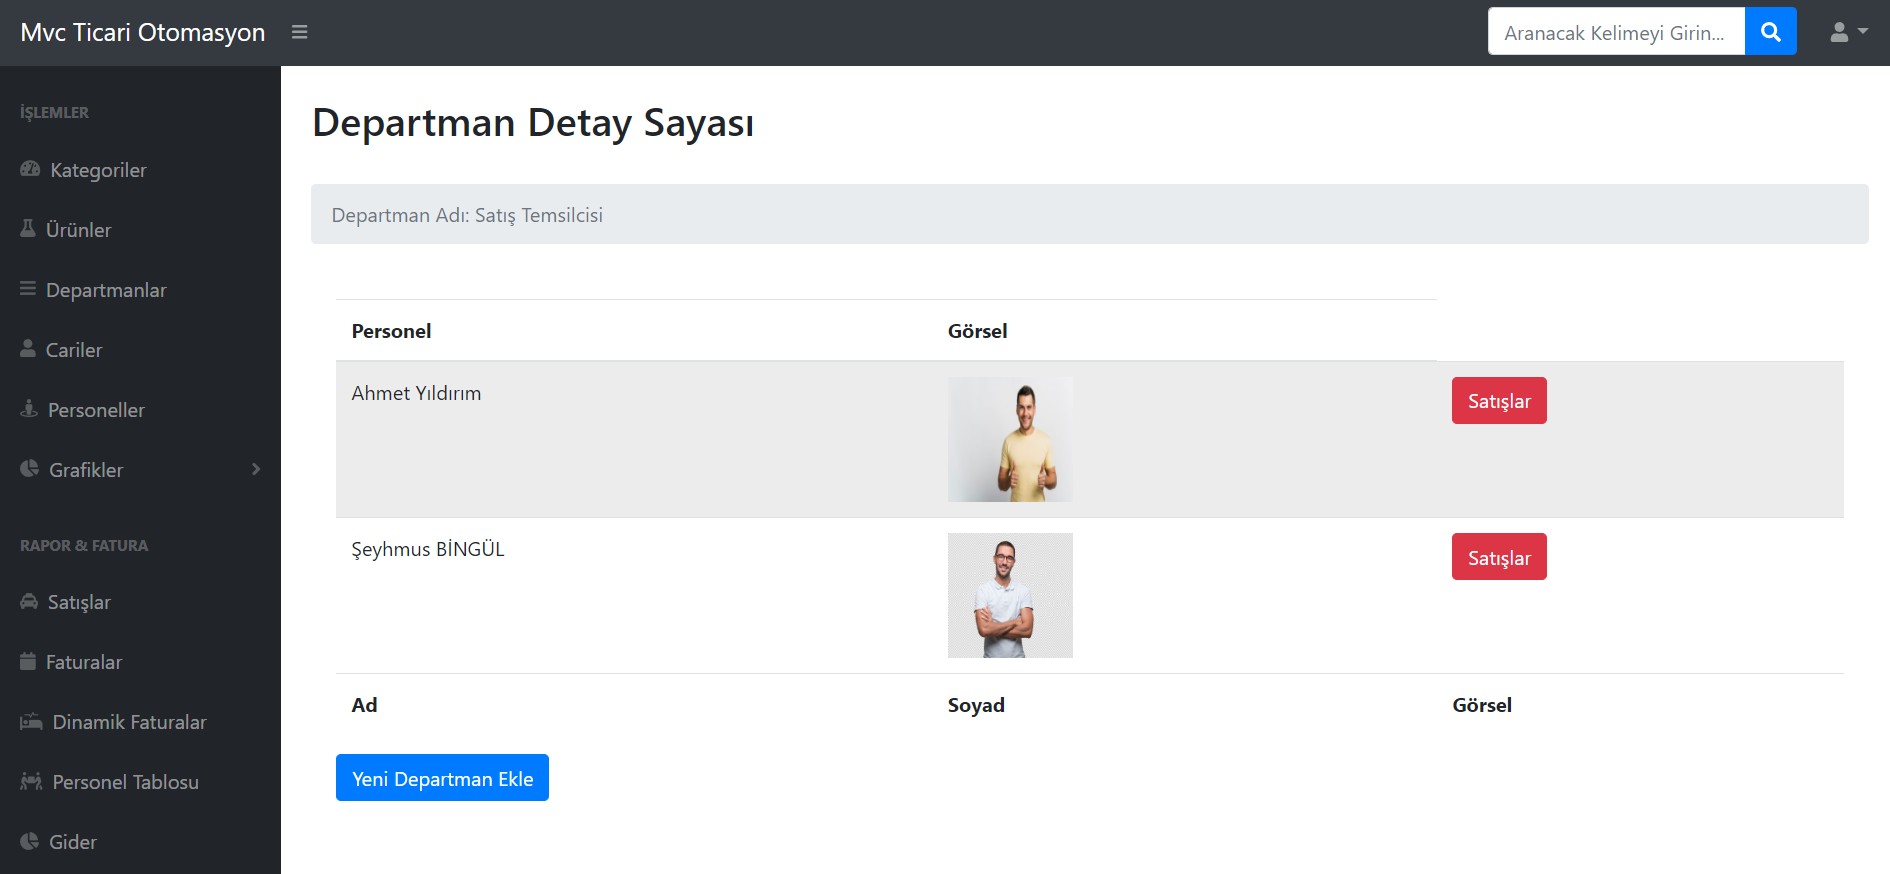 Mvc Ticari Otomasyon
Aranacak Kelimeyi Girin...
İŞLEMLER
Kategoriler
Ürünler
Departmanlar
Cariler
Personeller
Grafikler
RAPOR & FATURA
Satışlar
Faturalar
Dinamik Faturalar
Personel Tablosu
Gider
Departman Detay Sayası
Departman Adı: Satış Temsilcisi
Personel Görsel
Ahmet Yıldırım Satışlar
Şeyhmus BİNGÜL Satışlar
Ad Soyad Görsel
Yeni Departman Ekle